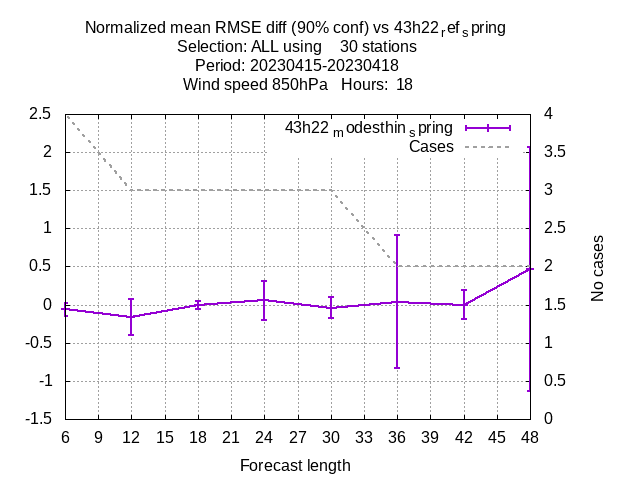 Normalized mean RMSE diff (90% conf) vs 43h22refspring
Selection: ALL using 30 stations
Period: 20230415-20230418
Wind speed 850hPa Hours: 18
43h22modesthinspring
Cases
2.5
2
1.5
1
0.5
0
-0.5
-1
-1.5
4
3.5
3
2.5
2
1.5
1
0.5
0
No cases
6 9 12 15 18 21 24 27 30 33 36 39 42 45 48
Forecast length